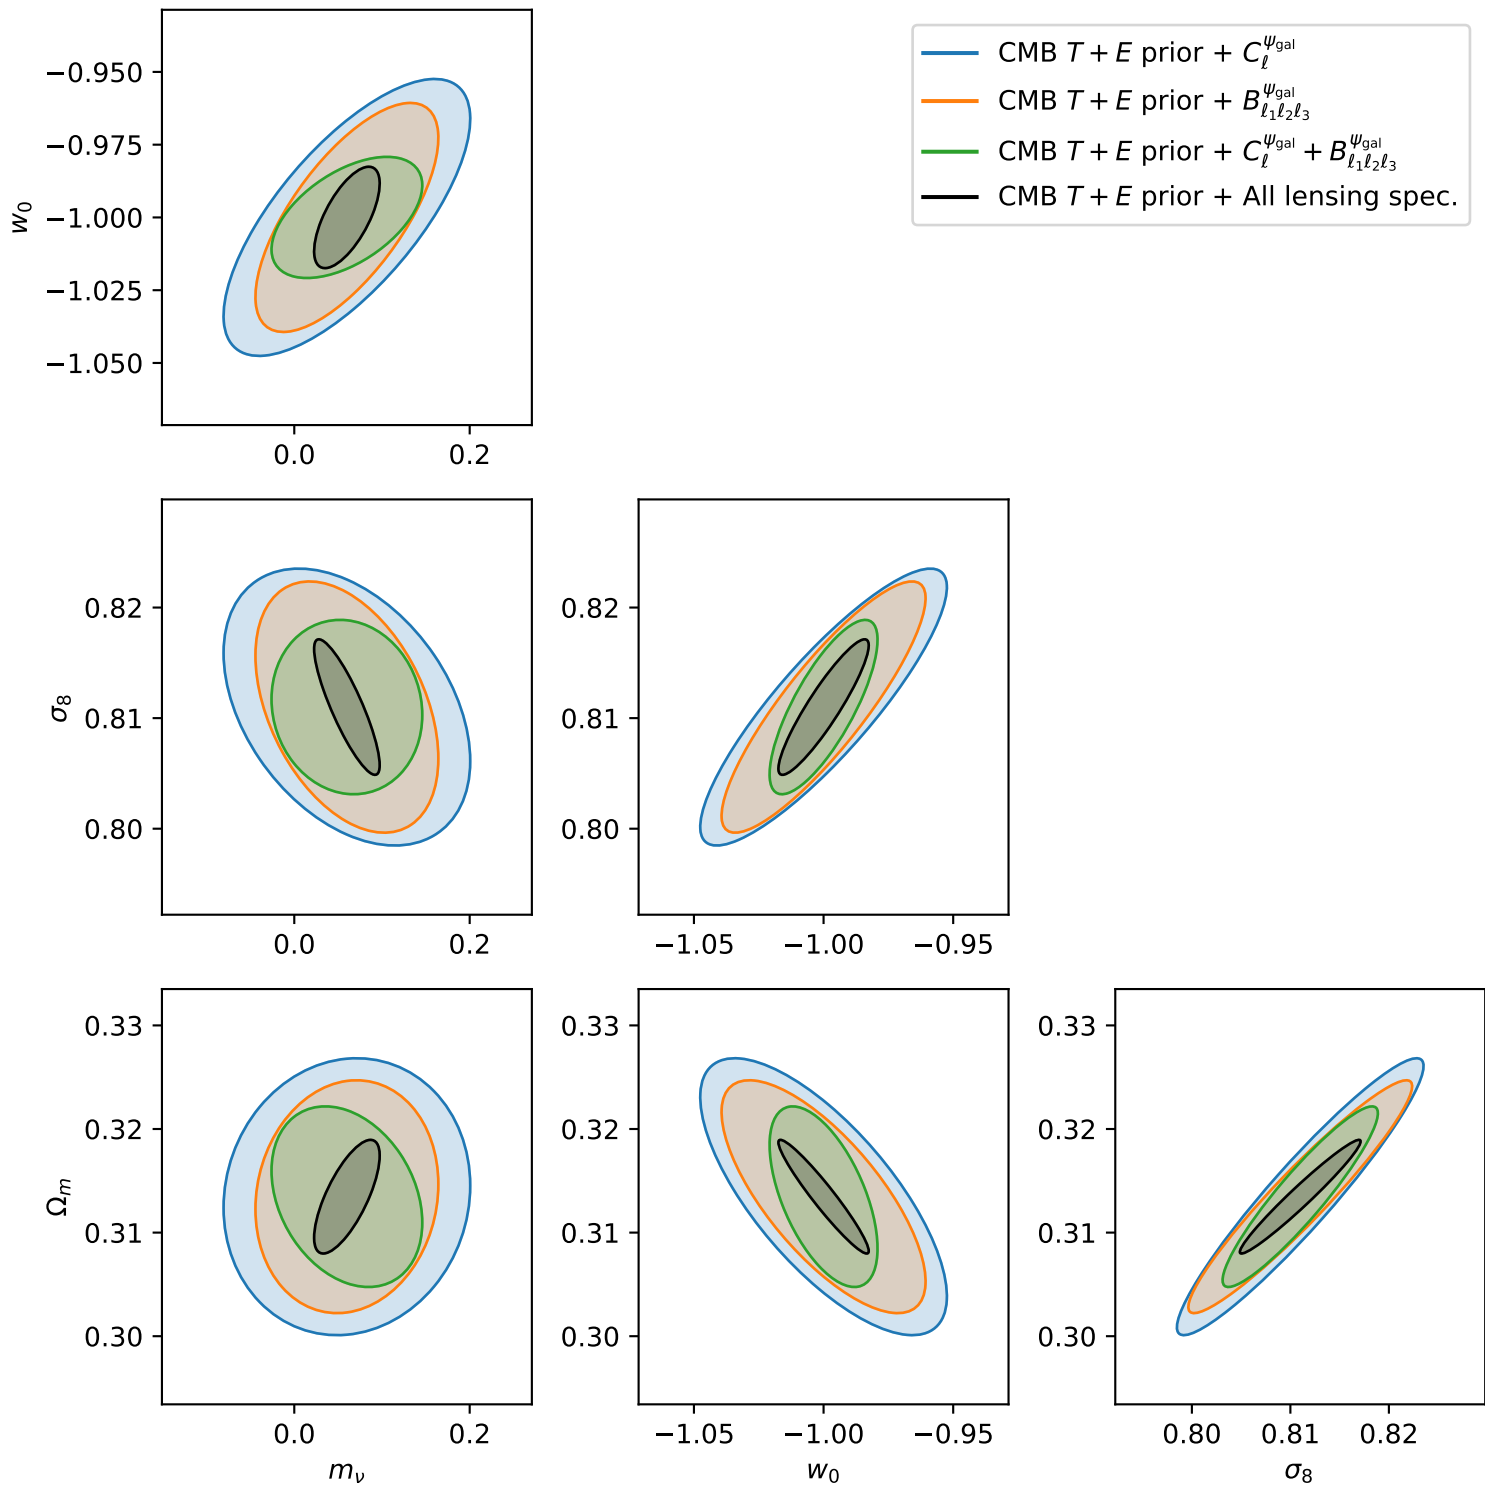 CMB T + E prior + C_ℓ^{ψ_gal}
CMB T + E prior + B_{ℓ1ℓ2ℓ3}^{ψ_gal}
CMB T + E prior + C_ℓ^{ψ_gal} + B_{ℓ1ℓ2ℓ3}^{ψ_gal}
CMB T + E prior + All lensing spec.
−0.950
−0.975
−1.000
−1.025
−1.050
w₀
0.0 0.2
0.82
0.81
0.80
σ₈
0.0 0.2
0.82
0.81
0.80
−1.05 −1.00 −0.95
0.33
0.32
0.31
0.30
Ωₘ
0.0 0.2
m_ν
0.33
0.32
0.31
0.30
−1.05 −1.00 −0.95
w₀
0.33
0.32
0.31
0.30
0.80 0.81 0.82
σ₈